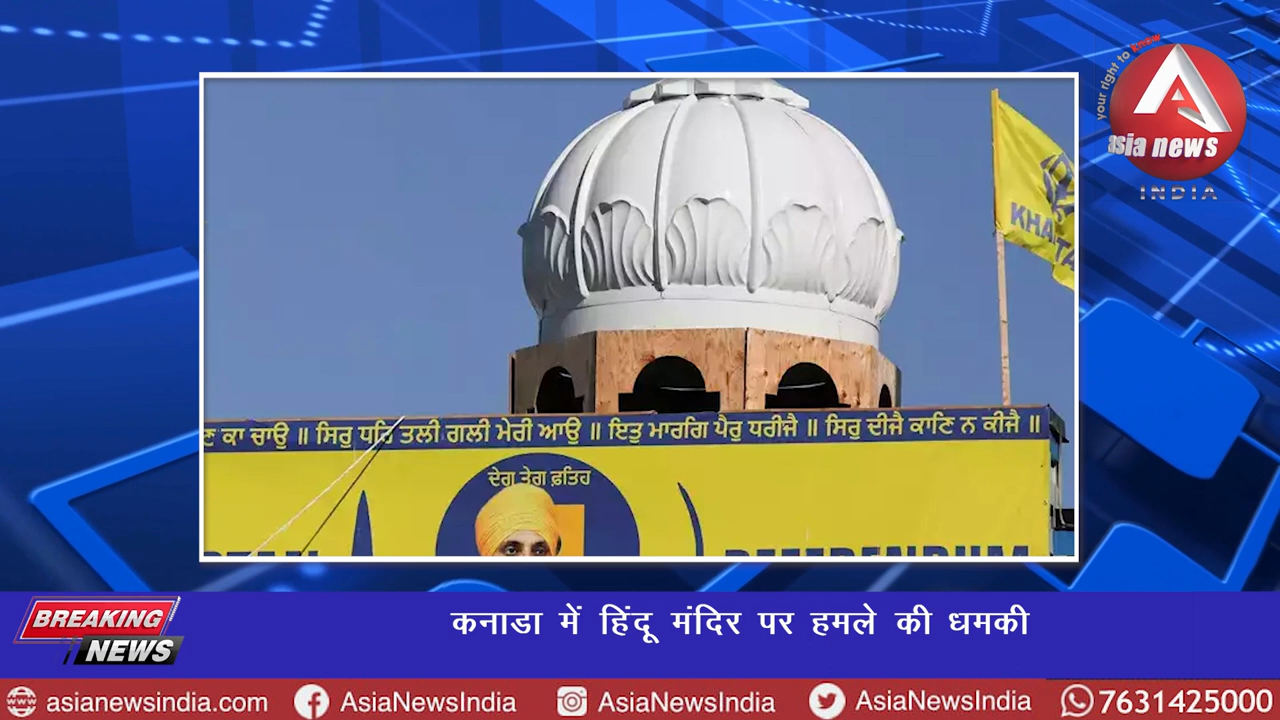 your right to know
asia news
INDIA
ਣ ਕਾ ਚਾਉ ॥ ਸਿਰੁ ਧਰਿ ਤਲੀ ਗਲੀ ਮੇਰੀ ਆਉ ॥ ਇਤੁ ਮਾਰਗਿ ਪੈਰੁ ਧਰੀਜੈ ॥ ਸਿਰੁ ਦੀਜੈ ਕਾਣਿ ਨ ਕੀਜੈ ॥
ਦੇਗ ਤੇਗ ਫ਼ਤਿਹ
REFERENDUM
BREAKING
NEWS
कनाडा में हिंदू मंदिर पर हमले की धमकी
asianewsindia.com AsiaNewsIndia AsiaNewsIndia AsiaNewsIndia 7631425000